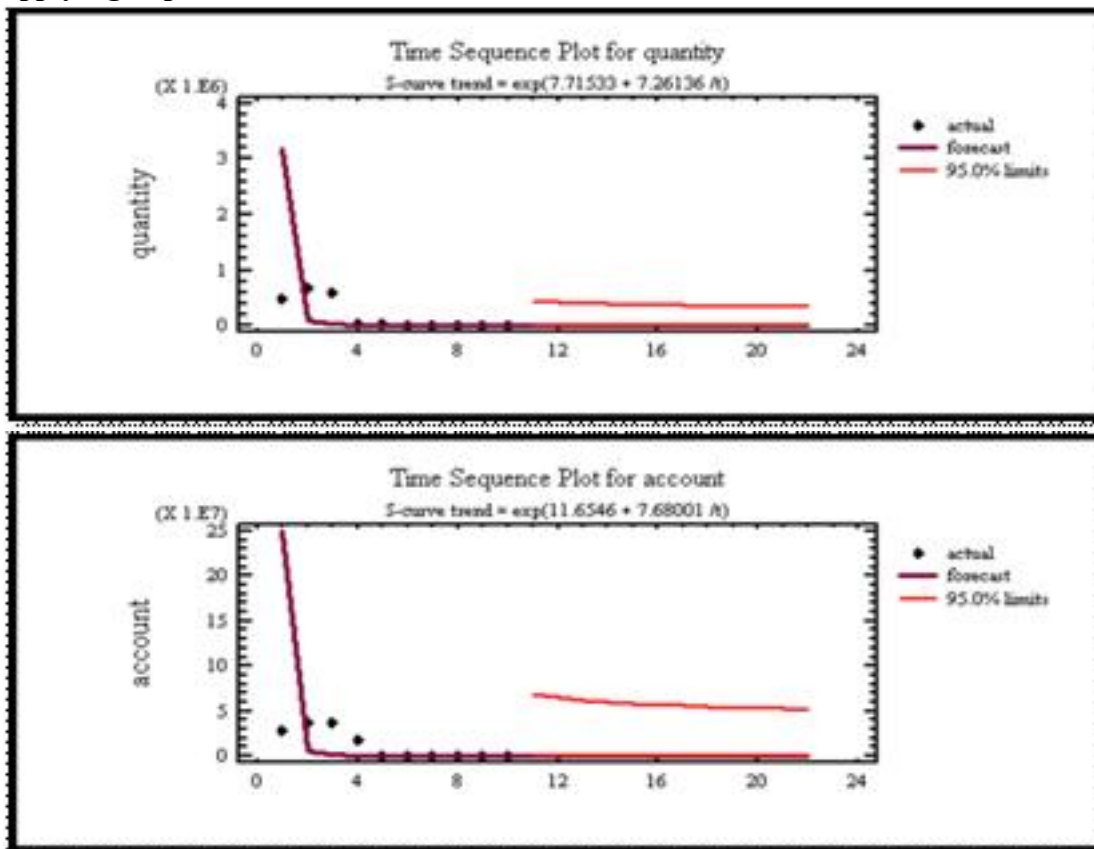 Time Sequence Plot for quantity
S-curve trend = exp(7.71533 + 7.26136 /t)
(X 1.E6)
4
3
2
1
0
quantity
0 4 8 12 16 20 24
actual
forecast
95.0% limits
Time Sequence Plot for account
S-curve trend = exp(11.6546 + 7.68001 /t)
(X 1.E7)
25
20
15
10
5
0
account
0 4 8 12 16 20 24
actual
forecast
95.0% limits